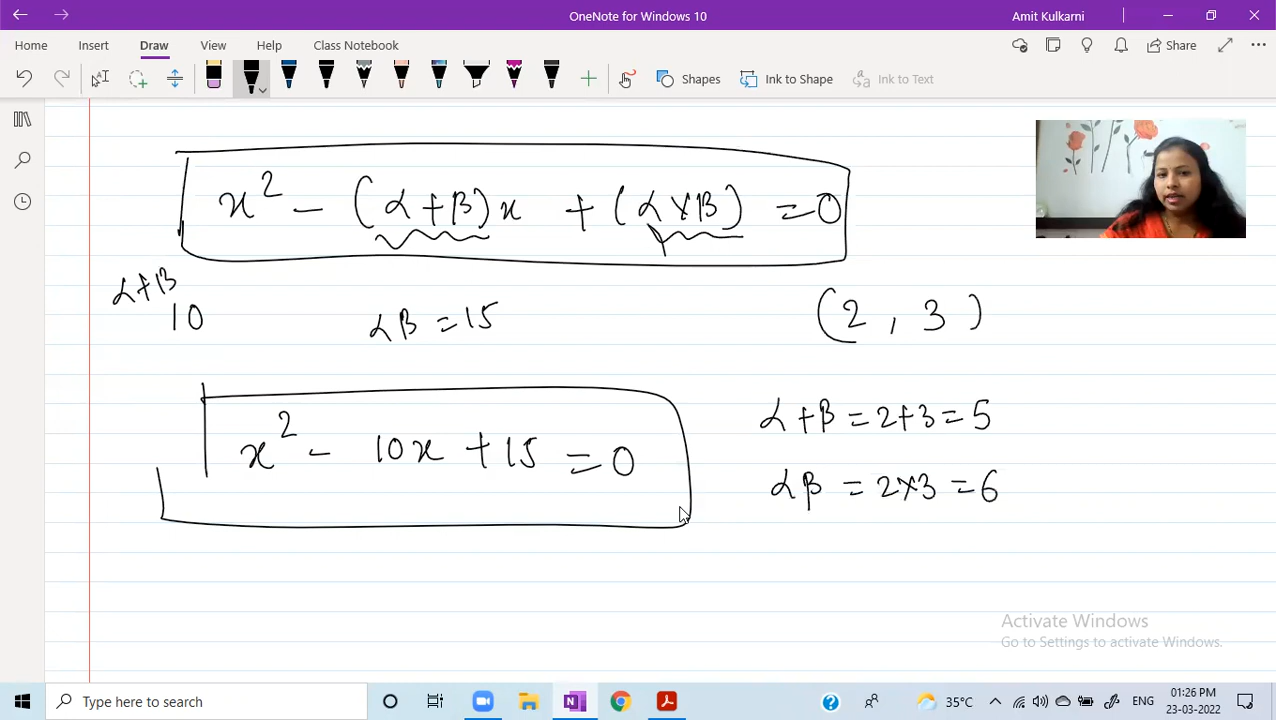 OneNote for Windows 10
Amit Kulkarni
Home Insert Draw View Help Class Notebook
Share
Shapes Ink to Shape Ink to Text
x² - (α+β)x + (α×β) = 0
α+β
10
αβ = 15
(2, 3)
x² - 10x + 15 = 0
α+β = 2+3 = 5
αβ = 2×3 = 6
Activate Windows
Go to Settings to activate Windows.
Type here to search
35°C
ENG
01:26 PM
23-03-2022